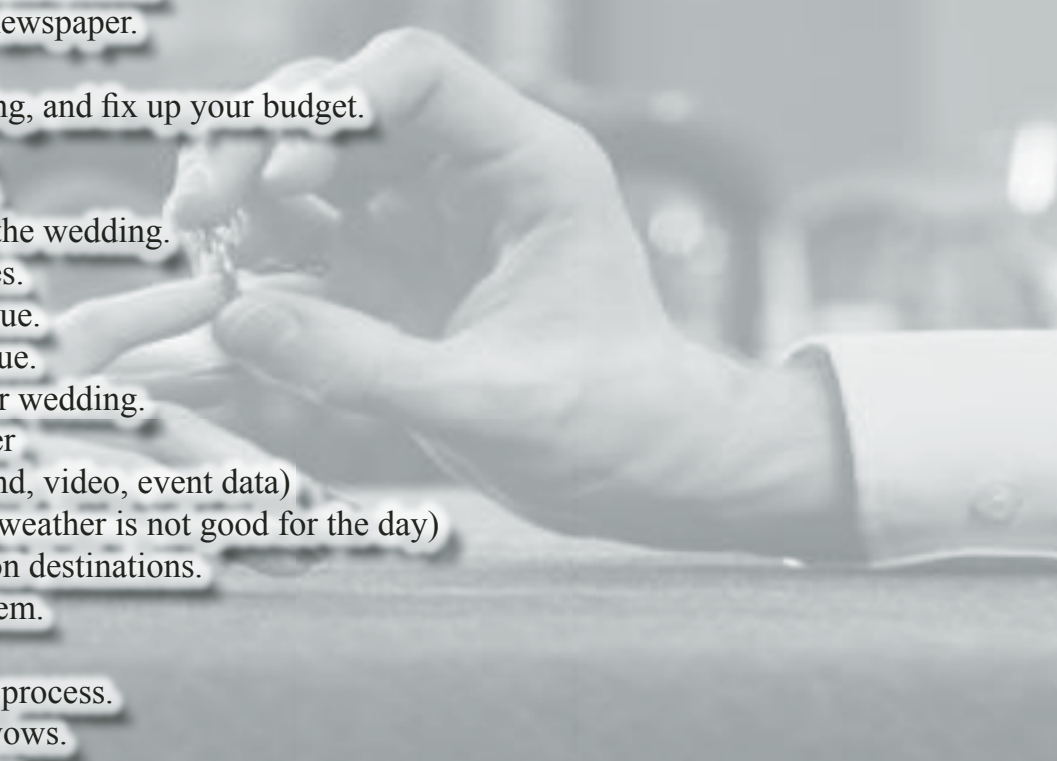 ewspaper.
ng, and fix up your budget.
the wedding.
es.
ue.
ue.
r wedding.
er
nd, video, event data)
weather is not good for the day)
on destinations.
em.
process.
vows.